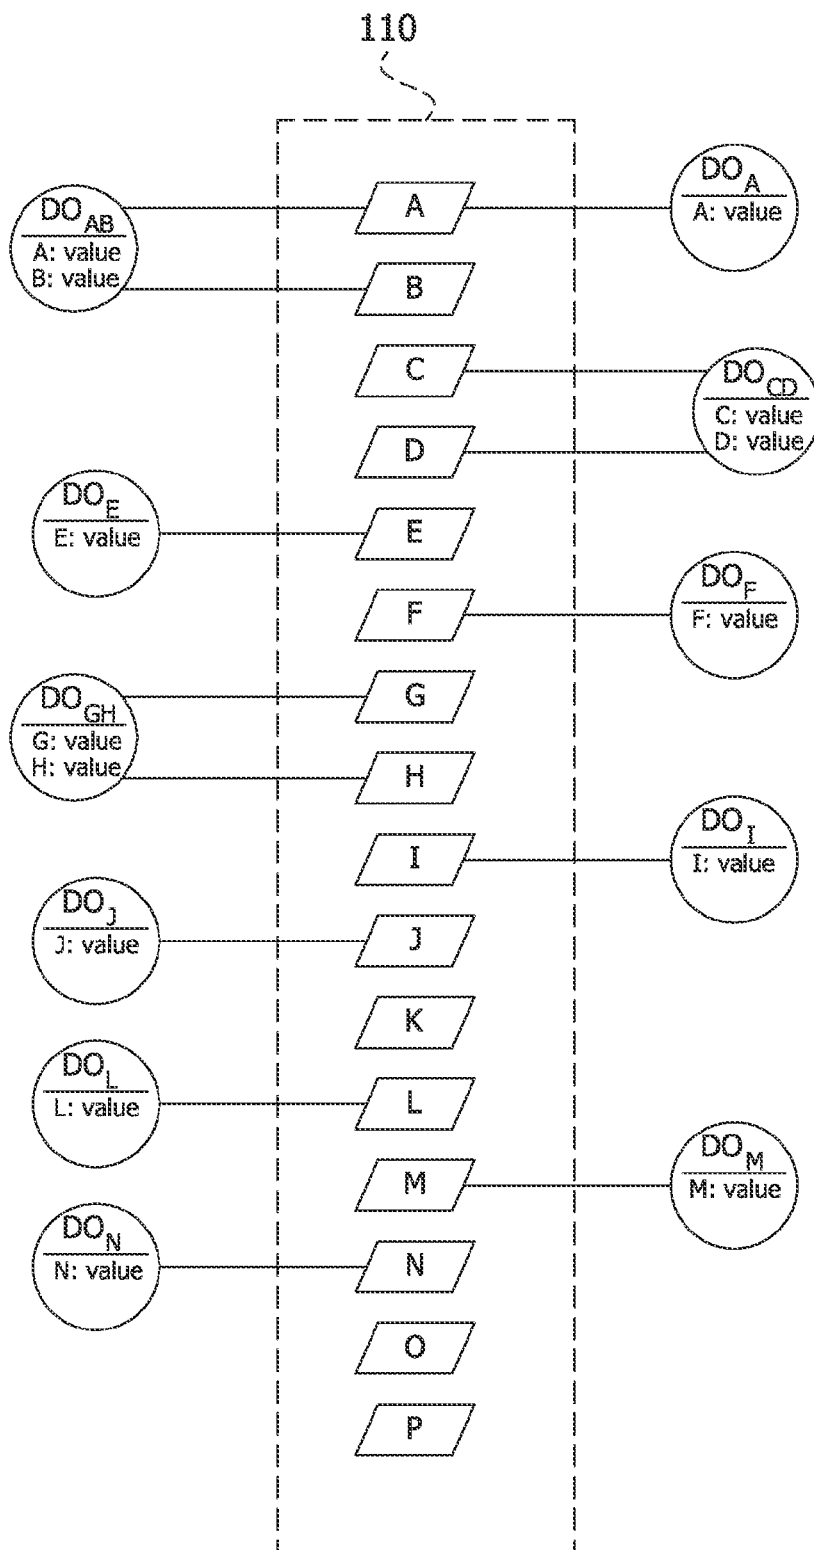 110
DO_A
A: value
A
DO_AB
A: value
B: value
B
C
DO_CD
C: value
D: value
D
DO_E
E: value
E
DO_F
F: value
F
DO_GH
G: value
H: value
G
H
DO_I
I: value
I
DO_J
J: value
J
K
DO_L
L: value
L
DO_M
M: value
M
DO_N
N: value
N
O
P